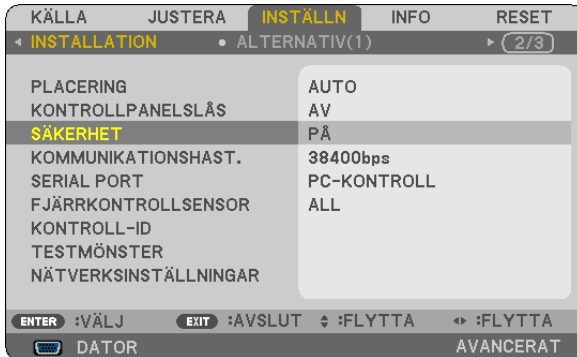 KÄLLA JUSTERA INSTÄLLN INFO RESET
INSTALLATION • ALTERNATIV(1) 2/3
PLACERING AUTO
KONTROLLPANELSLÅS AV
SÄKERHET PÅ
KOMMUNIKATIONSHAST. 38400bps
SERIAL PORT PC-KONTROLL
FJÄRRKONTROLLSENSOR ALL
KONTROLL-ID
TESTMÖNSTER
NÄTVERKSINSTÄLLNINGAR
ENTER :VÄLJ EXIT :AVSLUT :FLYTTA :FLYTTA
DATOR AVANCERAT